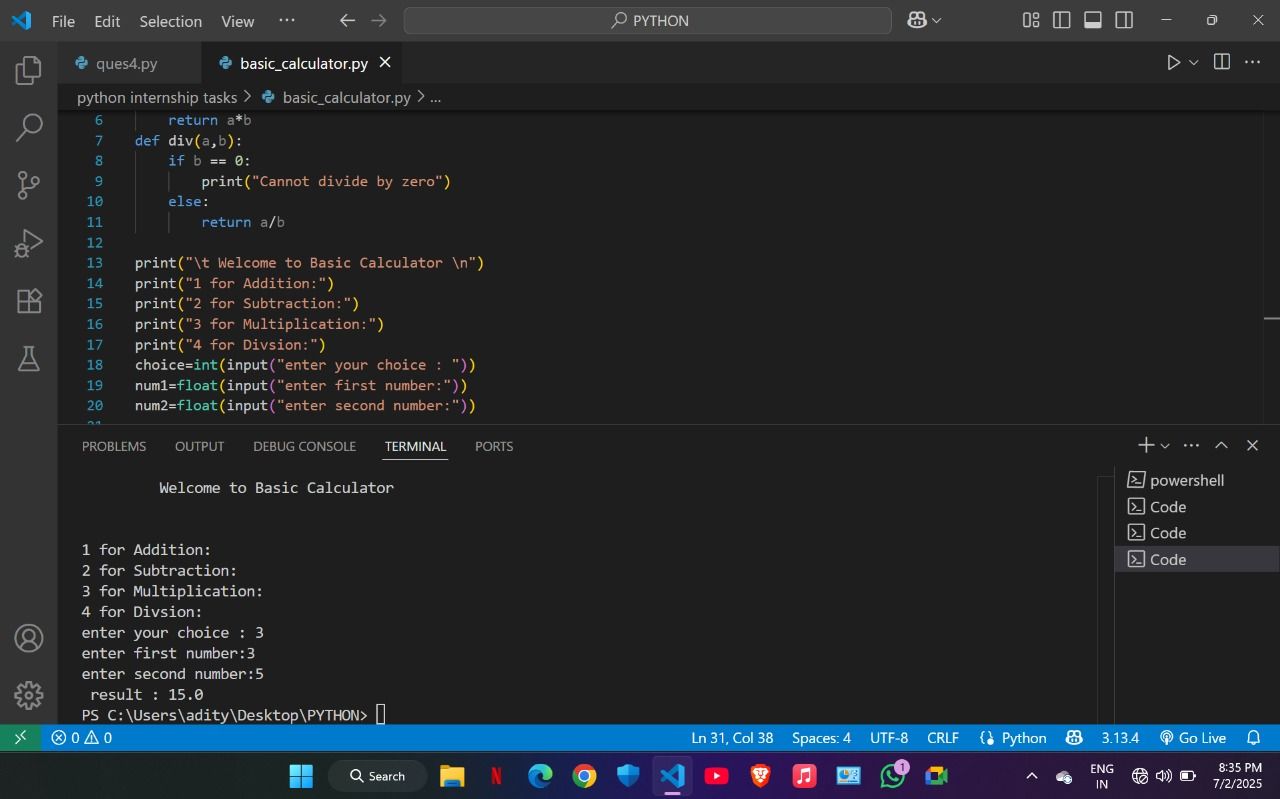 File Edit Selection View ··· PYTHON
ques4.py basic_calculator.py
python internship tasks > basic_calculator.py > ...
6 return a*b
7 def div(a,b):
8 if b == 0:
9 print("Cannot divide by zero")
10 else:
11 return a/b
12
13 print("\t Welcome to Basic Calculator \n")
14 print("1 for Addition:")
15 print("2 for Subtraction:")
16 print("3 for Multiplication:")
17 print("4 for Divsion:")
18 choice=int(input("enter your choice : "))
19 num1=float(input("enter first number:"))
20 num2=float(input("enter second number:"))
21
PROBLEMS OUTPUT DEBUG CONSOLE TERMINAL PORTS
Welcome to Basic Calculator
1 for Addition:
2 for Subtraction:
3 for Multiplication:
4 for Divsion:
enter your choice : 3
enter first number:3
enter second number:5
result : 15.0
PS C:\Users\adity\Desktop\PYTHON>
powershell
Code
Code
Code
0 0 Ln 31, Col 38 Spaces: 4 UTF-8 CRLF Python 3.13.4 Go Live
Search 1 ENG IN 8:35 PM
7/2/2025